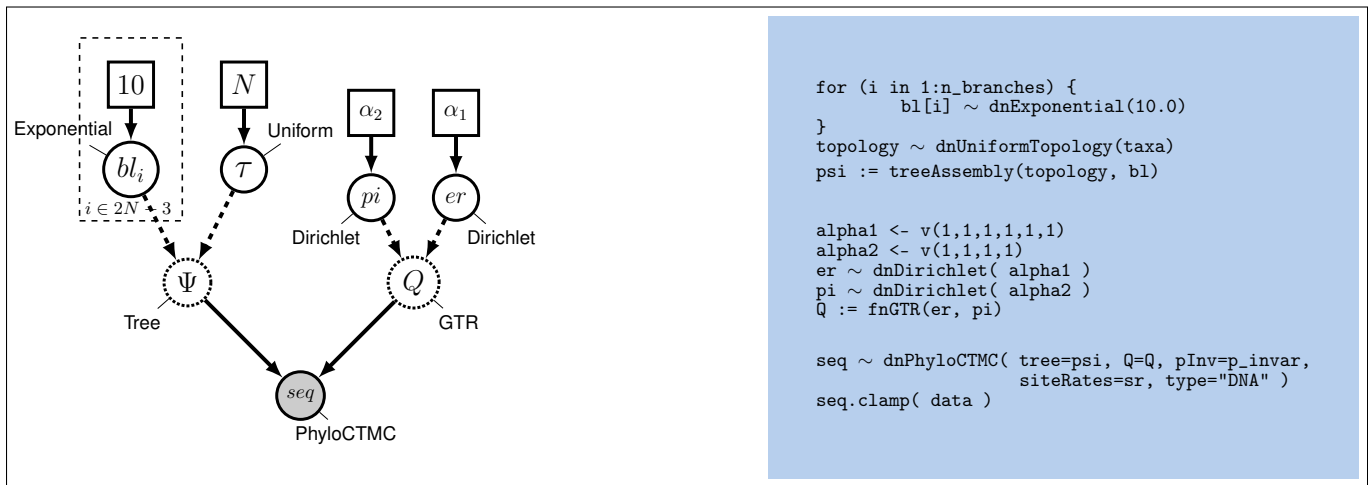 10
N
α₂
α₁
Exponential
Uniform
bl_i
τ
i ∈ 2N − 3
pi
er
Dirichlet
Dirichlet
Ψ
Q
Tree
GTR
seq
PhyloCTMC
for (i in 1:n_branches) {
bl[i] ∼ dnExponential(10.0)
}
topology ∼ dnUniformTopology(taxa)
psi := treeAssembly(topology, bl)
alpha1 <- v(1,1,1,1,1,1)
alpha2 <- v(1,1,1,1)
er ∼ dnDirichlet( alpha1 )
pi ∼ dnDirichlet( alpha2 )
Q := fnGTR(er, pi)
seq ∼ dnPhyloCTMC( tree=psi, Q=Q, pInv=p_invar,
siteRates=sr, type="DNA" )
seq.clamp( data )